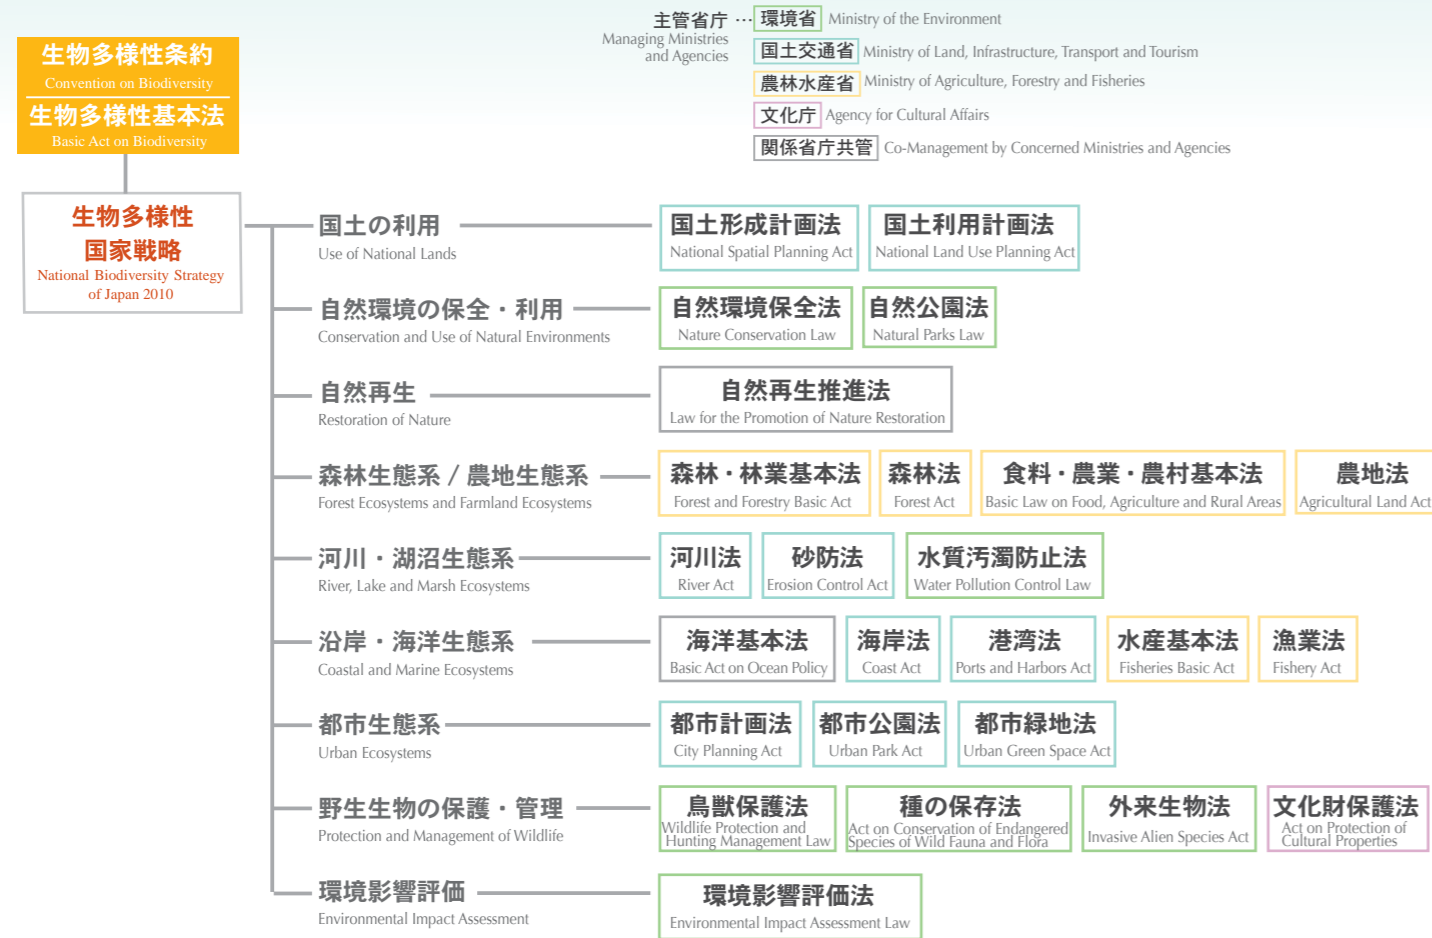 主管省庁 … 環境省 Ministry of the Environment
Managing Ministries
and Agencies
国土交通省 Ministry of Land, Infrastructure, Transport and Tourism
農林水産省 Ministry of Agriculture, Forestry and Fisheries
文化庁 Agency for Cultural Affairs
関係省庁共管 Co-Management by Concerned Ministries and Agencies
生物多様性条約
Convention on Biodiversity
生物多様性基本法
Basic Act on Biodiversity
生物多様性
国家戦略
National Biodiversity Strategy
of Japan 2010
国土の利用
Use of National Lands
国土形成計画法
National Spatial Planning Act
国土利用計画法
National Land Use Planning Act
自然環境の保全・利用
Conservation and Use of Natural Environments
自然環境保全法
Nature Conservation Law
自然公園法
Natural Parks Law
自然再生
Restoration of Nature
自然再生推進法
Law for the Promotion of Nature Restoration
森林生態系 / 農地生態系
Forest Ecosystems and Farmland Ecosystems
森林・林業基本法
Forest and Forestry Basic Act
森林法
Forest Act
食料・農業・農村基本法
Basic Law on Food, Agriculture and Rural Areas
農地法
Agricultural Land Act
河川・湖沼生態系
River, Lake and Marsh Ecosystems
河川法
River Act
砂防法
Erosion Control Act
水質汚濁防止法
Water Pollution Control Law
沿岸・海洋生態系
Coastal and Marine Ecosystems
海洋基本法
Basic Act on Ocean Policy
海岸法
Coast Act
港湾法
Ports and Harbors Act
水産基本法
Fisheries Basic Act
漁業法
Fishery Act
都市生態系
Urban Ecosystems
都市計画法
City Planning Act
都市公園法
Urban Park Act
都市緑地法
Urban Green Space Act
野生生物の保護・管理
Protection and Management of Wildlife
鳥獣保護法
Wildlife Protection and
Hunting Management Law
種の保存法
Act on Conservation of Endangered
Species of Wild Fauna and Flora
外来生物法
Invasive Alien Species Act
文化財保護法
Act on Protection of
Cultural Properties
環境影響評価
Environmental Impact Assessment
環境影響評価法
Environmental Impact Assessment Law